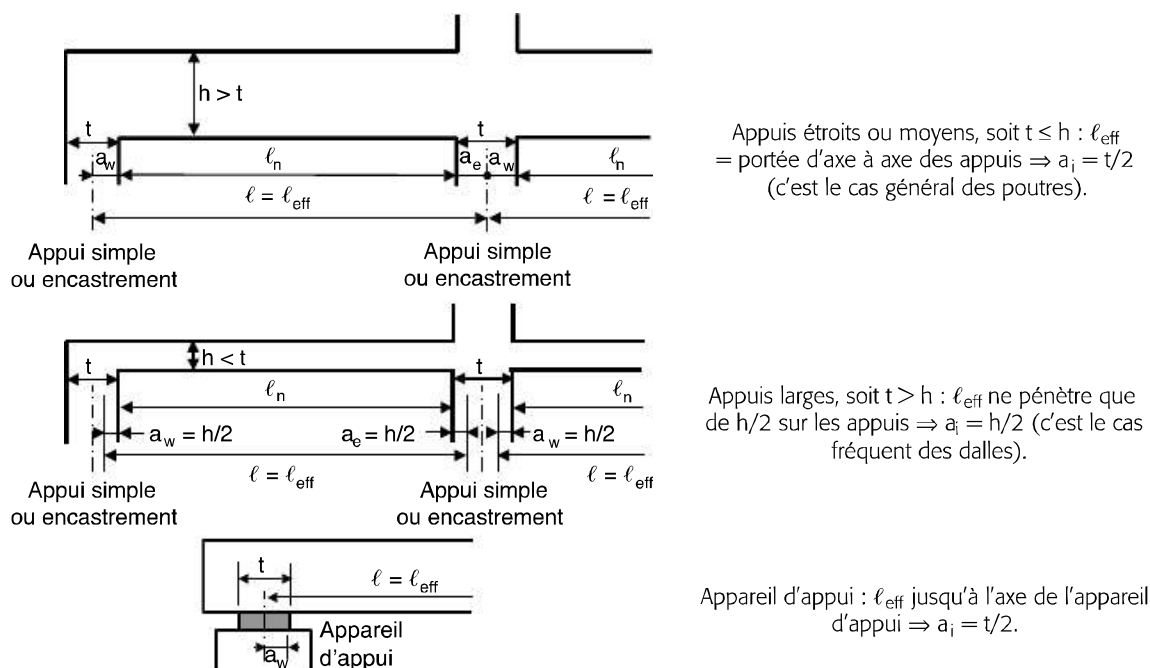 h > t
t
t
a_w
ℓ_n
a_e
a_w
ℓ_n
ℓ = ℓ_eff
ℓ = ℓ_eff
Appui simple
ou encastrement
Appui simple
ou encastrement
Appuis étroits ou moyens, soit t ≤ h : ℓ_eff
= portée d'axe à axe des appuis ⇒ a_i = t/2
(c'est le cas général des poutres).
h < t
t
t
ℓ_n
ℓ_n
a_w = h/2
a_e = h/2
a_w = h/2
ℓ = ℓ_eff
ℓ = ℓ_eff
Appui simple
ou encastrement
Appui simple
ou encastrement
Appuis larges, soit t > h : ℓ_eff ne pénètre que
de h/2 sur les appuis ⇒ a_i = h/2 (c'est le cas
fréquent des dalles).
t
ℓ = ℓ_eff
Appareil
d'appui
a_w
Appareil d'appui : ℓ_eff jusqu'à l'axe de l'appareil
d'appui ⇒ a_i = t/2.